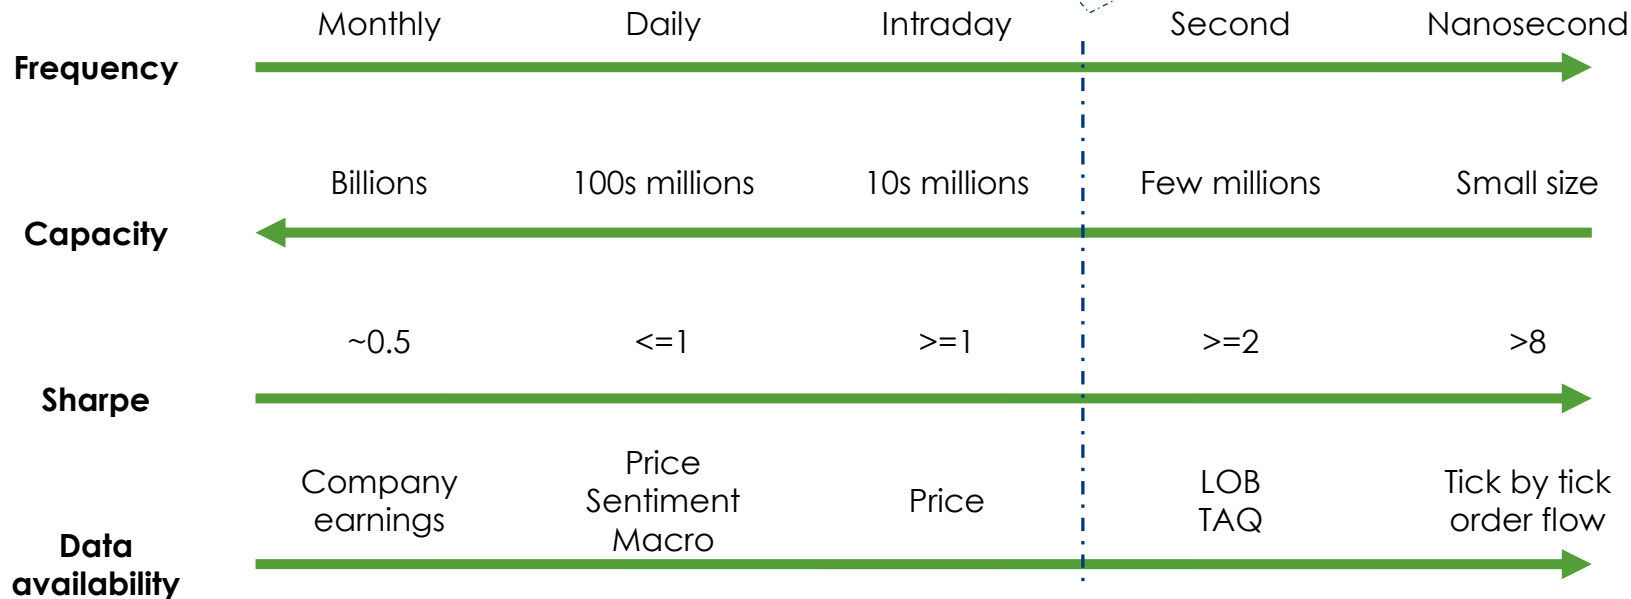 Monthly Daily Intraday Second Nanosecond
Frequency
Billions 100s millions 10s millions Few millions Small size
Capacity
~0.5 <=1 >=1 >=2 >8
Sharpe
Company
earnings
Price
Sentiment
Macro
Price
LOB
TAQ
Tick by tick
order flow
Data
availability